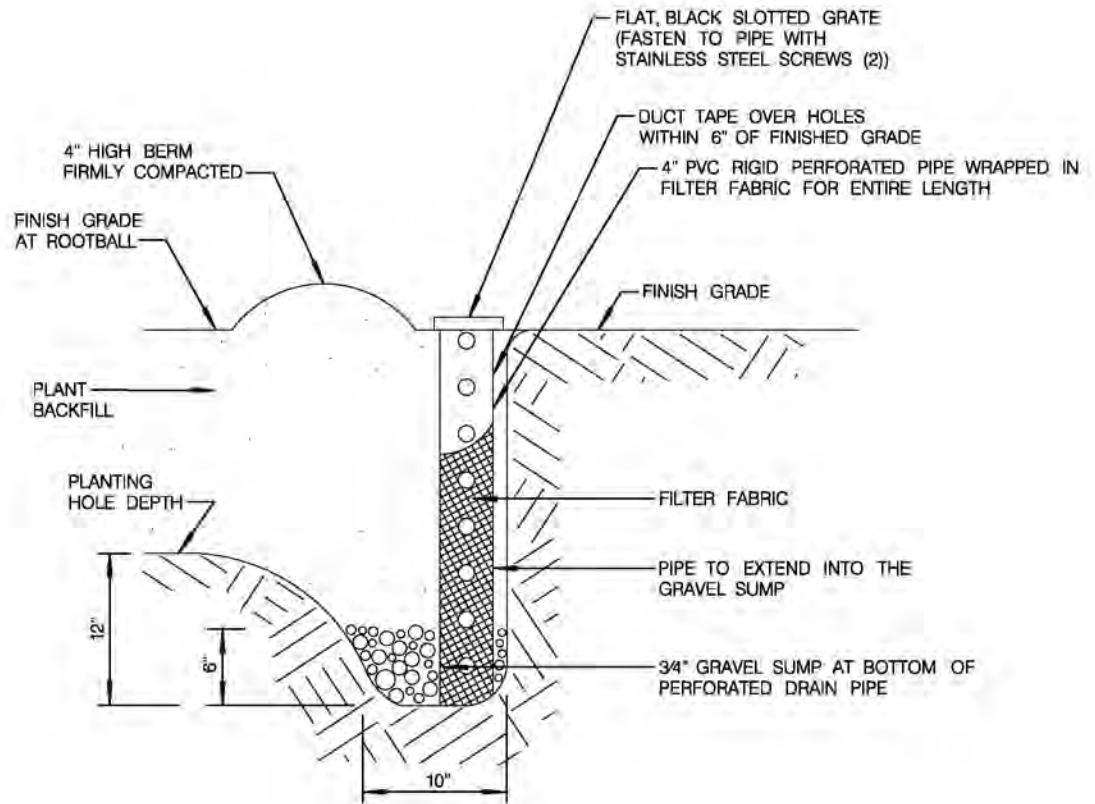 FLAT, BLACK SLOTTED GRATE
(FASTEN TO PIPE WITH
STAINLESS STEEL SCREWS (2))
DUCT TAPE OVER HOLES
WITHIN 6" OF FINISHED GRADE
4" HIGH BERM
FIRMLY COMPACTED
4" PVC RIGID PERFORATED PIPE WRAPPED IN
FILTER FABRIC FOR ENTIRE LENGTH
FINISH GRADE
AT ROOTBALL
FINISH GRADE
PLANT
BACKFILL
PLANTING
HOLE DEPTH
FILTER FABRIC
PIPE TO EXTEND INTO THE
GRAVEL SUMP
12"
6"
3/4" GRAVEL SUMP AT BOTTOM OF
PERFORATED DRAIN PIPE
10"